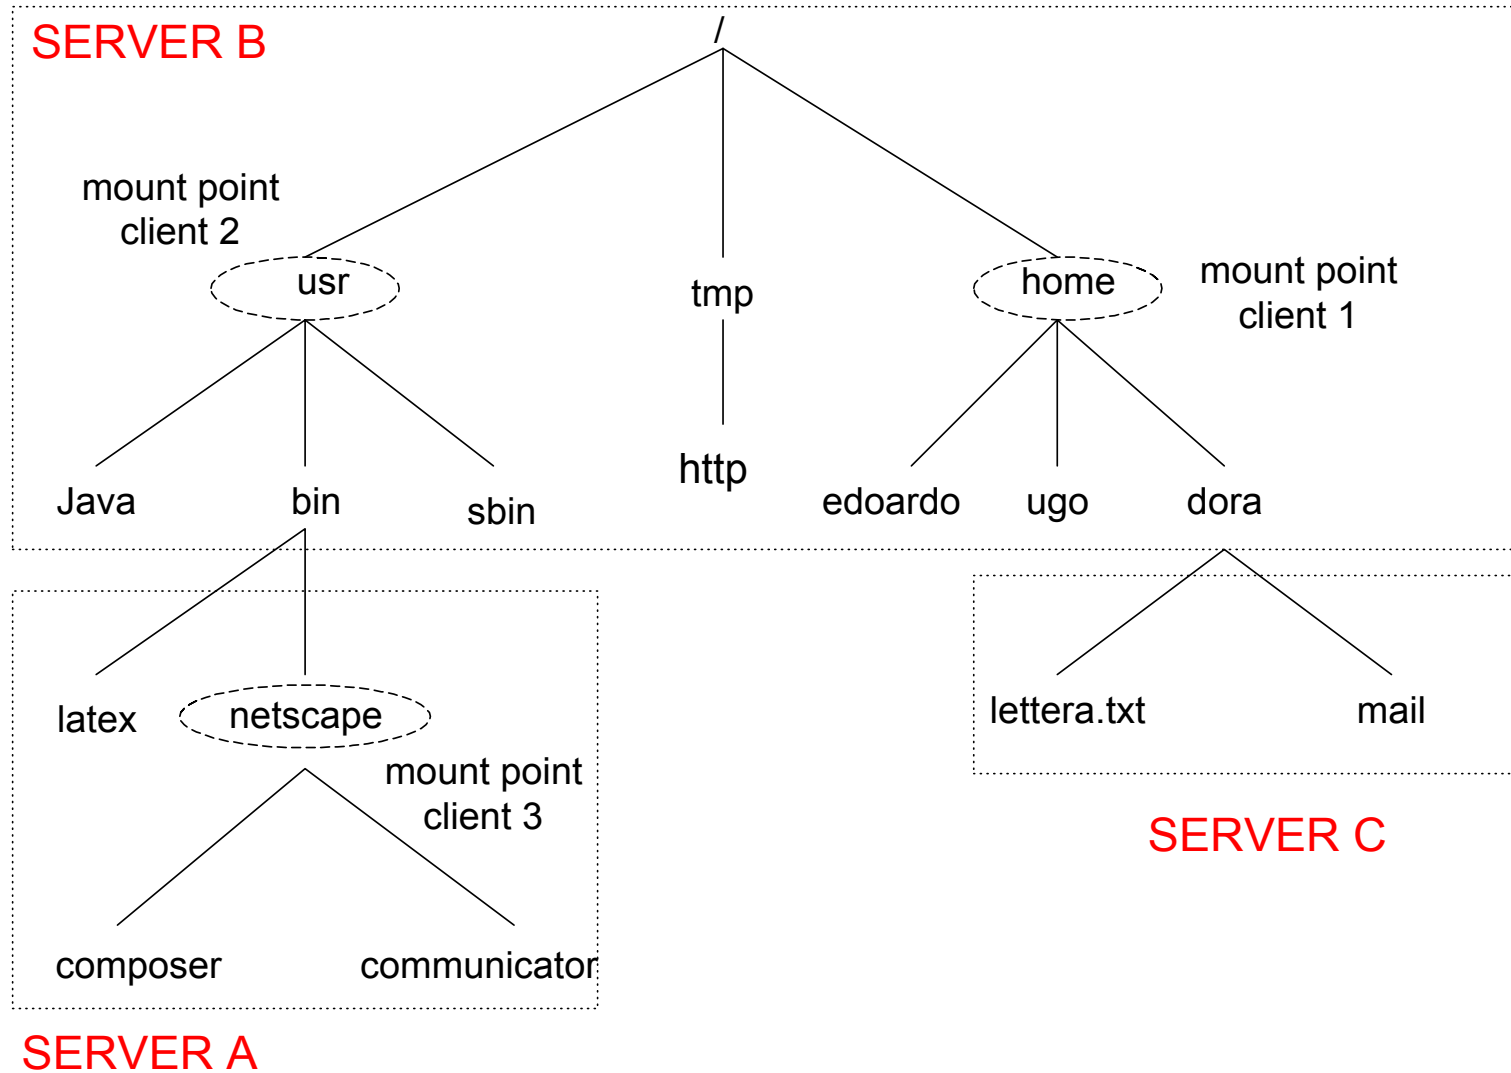 SERVER B
/
mount point
client 2
usr
tmp
home
mount point
client 1
http
Java
bin
sbin
edoardo
ugo
dora
latex
netscape
mount point
client 3
lettera.txt
mail
SERVER C
composer
communicator
SERVER A